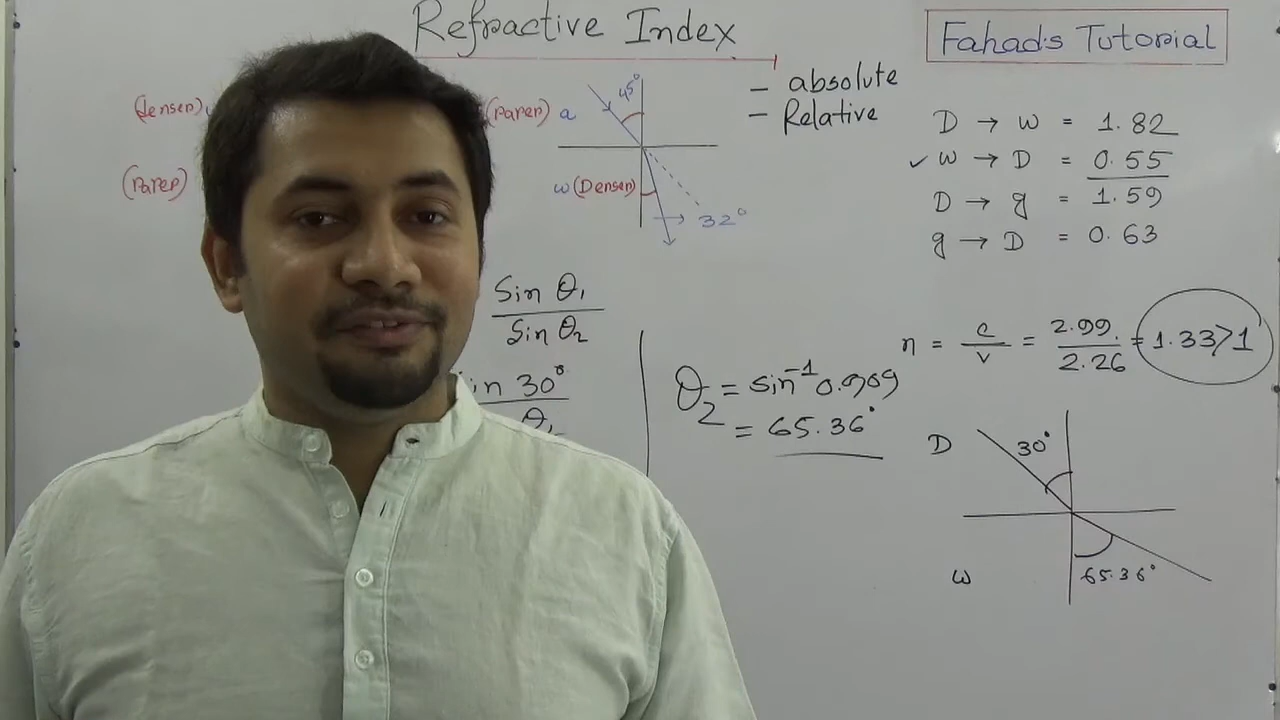 Refractive Index
Fahad's Tutorial
- absolute
- Relative
(Denser)
(Rarer)
(Rarer) a
45°
w (Denser)
32°
D → w = 1.82
✓ w → D = 0.55
D → g = 1.59
g → D = 0.63
Sin θ₁
Sin θ₂
in 30°
θ₂ = sin⁻¹ 0.909
= 65.36°
n = c/v = 2.99/2.26 = 1.33 > 1
D
30°
w
65.36°